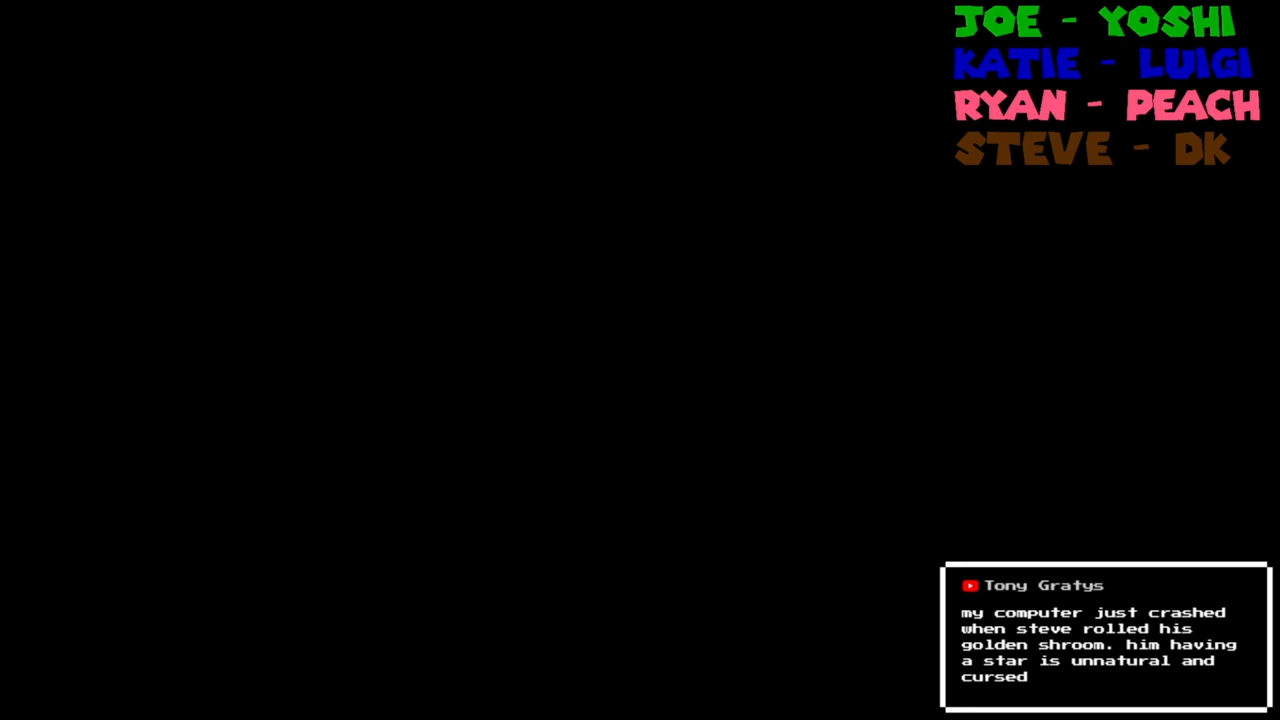 JOE - YOSHI
KATIE - LUIGI
RYAN - PEACH
STEVE - DK
Tony Gratys
my computer just crashed
when steve rolled his
golden shroom. him having
a star is unnatural and
cursed